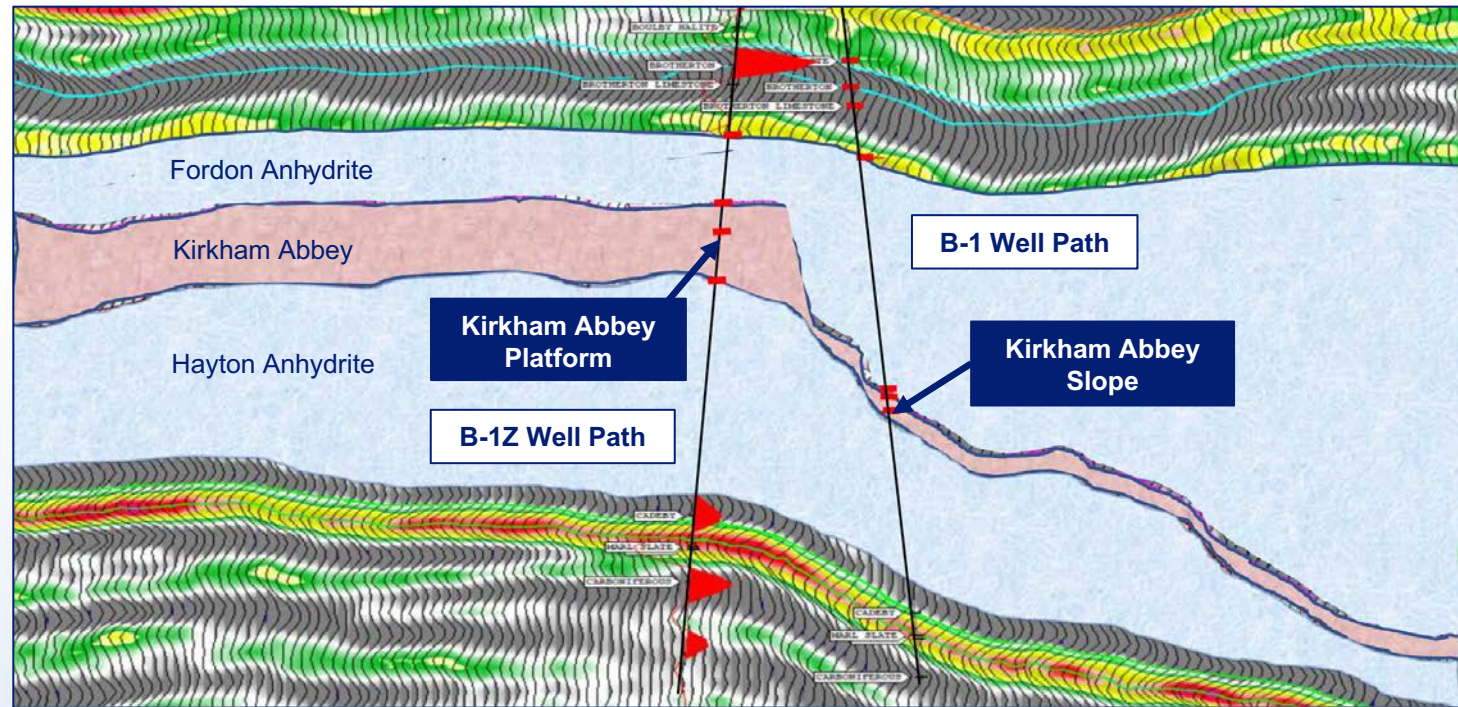 BOULBY HALITE
BROTHERTON
BROTHERTON LIMESTONE
BROTHERTON
BROTHERTON LIMESTONE
Fordon Anhydrite
Kirkham Abbey
B-1 Well Path
Kirkham Abbey
Platform
Kirkham Abbey
Slope
Hayton Anhydrite
B-1Z Well Path
CADEBY
MARL SLATE
CARBONIFEROUS
CADEBY
MARL SLATE
CARBONIFEROUS